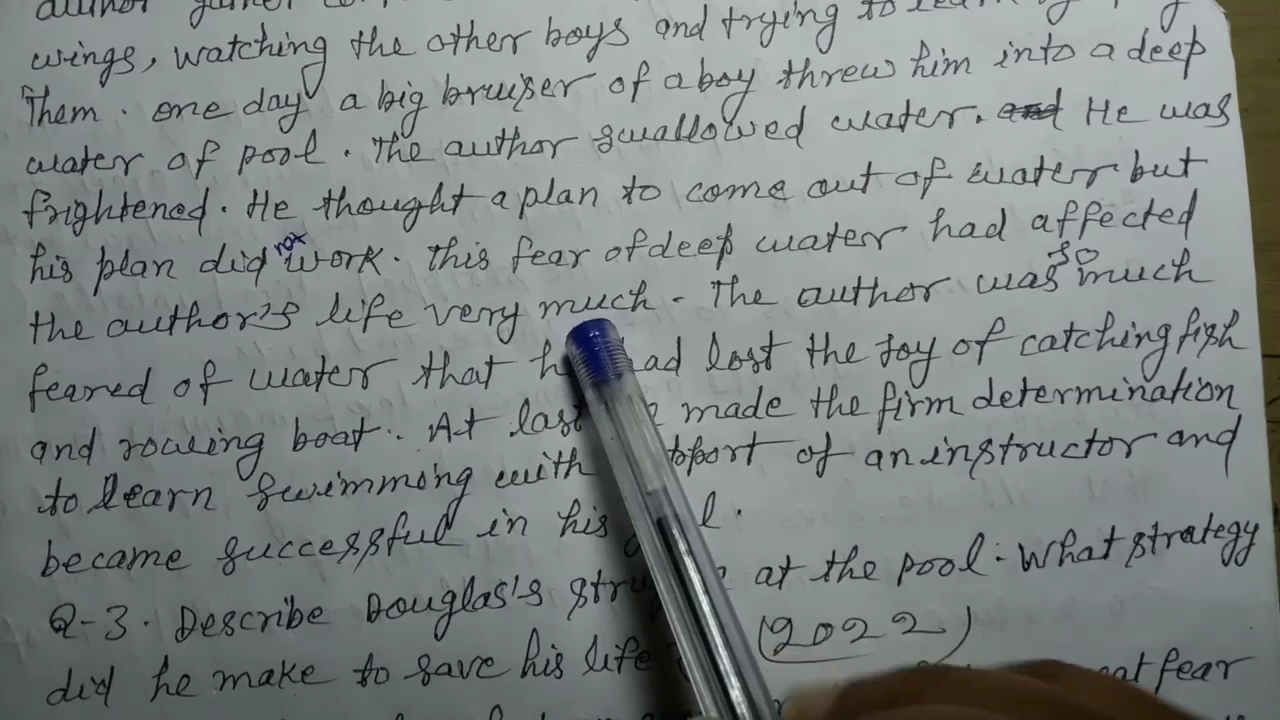 author
wings, watching the other boys and trying to learn by
Them. one day a big bruiser of a boy threw him into a deep
water of pool. The author swallowed water. and He was
frightened. He thought a plan to come out of water but
his plan did not work. This fear of deep water had affected
the author's life very much. The author was so much
feared of water that had lost the joy of catching fish
and rowing boat. At last made the firm determination
to learn swimming with of an instructor and
became successful in his
Q-3. Describe Douglas's at the pool. What strategy
did he make to save his life (2022)
fear